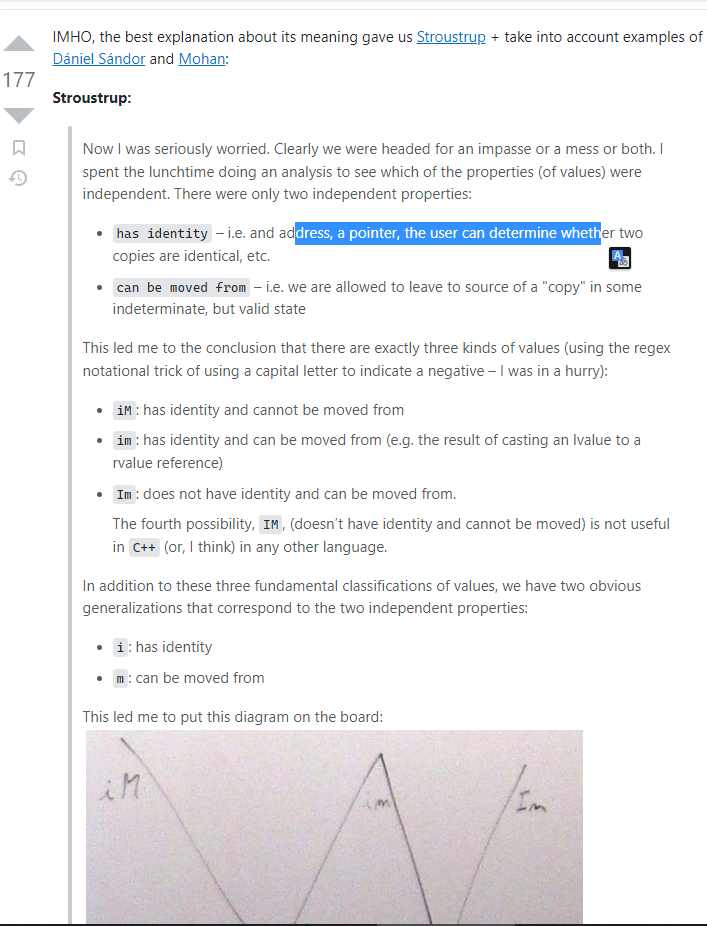 IMHO, the best explanation about its meaning gave us Stroustrup + take into account examples of
Dániel Sándor and Mohan:
177
Stroustrup:
Now I was seriously worried. Clearly we were headed for an impasse or a mess or both. I
spent the lunchtime doing an analysis to see which of the properties (of values) were
independent. There were only two independent properties:
• has identity – i.e. and address, a pointer, the user can determine whether two
copies are identical, etc.
• can be moved from – i.e. we are allowed to leave to source of a "copy" in some
indeterminate, but valid state
This led me to the conclusion that there are exactly three kinds of values (using the regex
notational trick of using a capital letter to indicate a negative – I was in a hurry):
• iM: has identity and cannot be moved from
• im: has identity and can be moved from (e.g. the result of casting an lvalue to a
rvalue reference)
• Im: does not have identity and can be moved from.
The fourth possibility, IM, (doesn't have identity and cannot be moved) is not useful
in C++ (or, I think) in any other language.
In addition to these three fundamental classifications of values, we have two obvious
generalizations that correspond to the two independent properties:
• i: has identity
• m: can be moved from
This led me to put this diagram on the board:
iM im Im